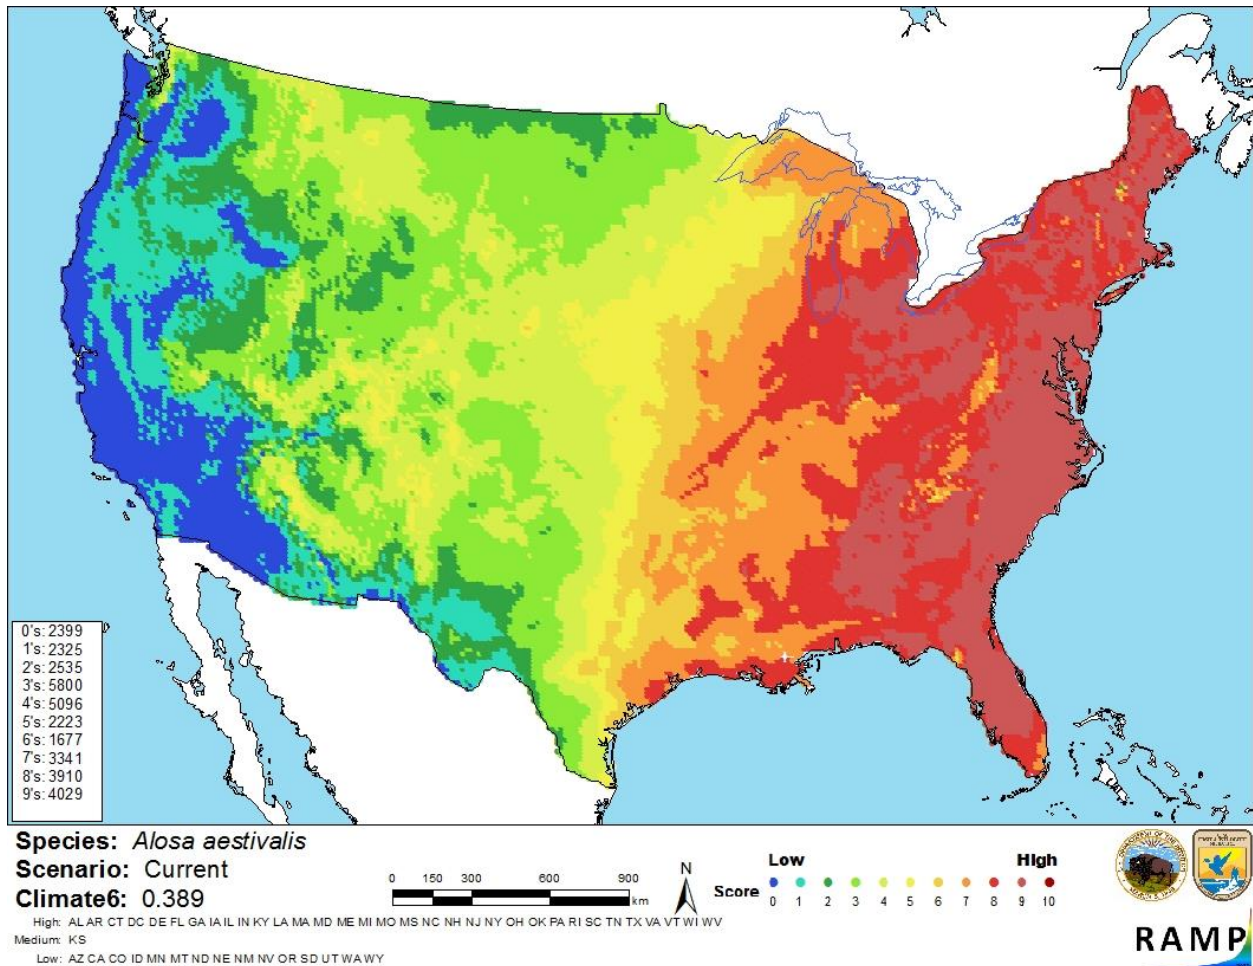 0's: 2399
1's: 2325
2's: 2535
3's: 5800
4's: 5096
5's: 2223
6's: 1677
7's: 3341
8's: 3910
9's: 4029
Species: Alosa aestivalis
Scenario: Current
Climate6: 0.389
High: AL AR CT DC DE FL GA IA IL IN KY LA MA MD ME MI MO MS NC NH NJ NY OH OK PA RI SC TN TX VA VT WI WV
Medium: KS
Low: AZ CA CO ID MN MT ND NE NM NV OR SD UT WA WY
0 150 300 600 900
km
N
Low High
Score
0 1 2 3 4 5 6 7 8 9 10
RAMP